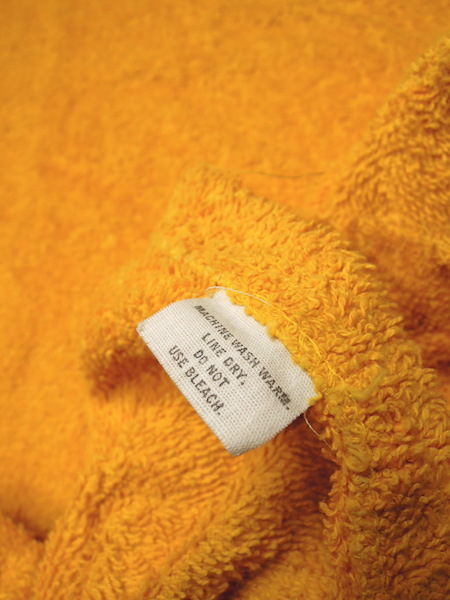 MACHINE WASH WARM.
LINE DRY.
DO NOT
USE BLEACH.